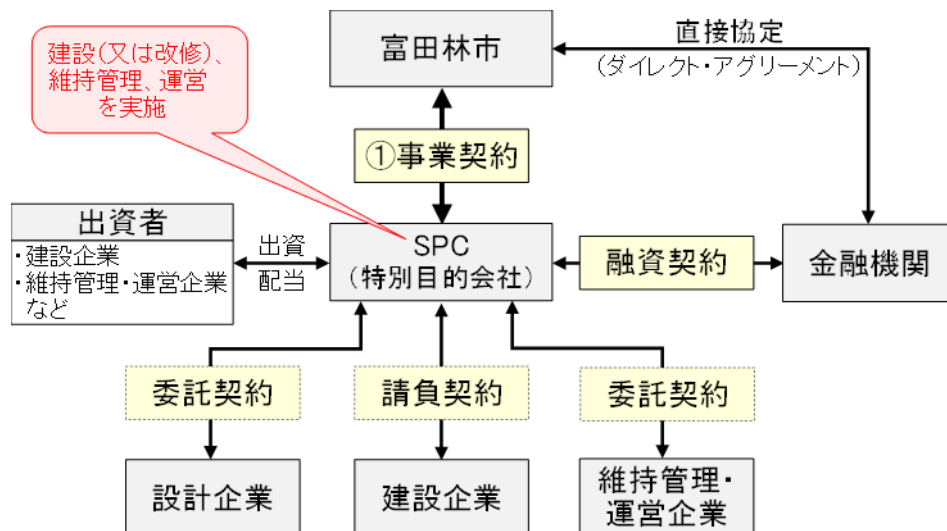 建設(又は改修)、
維持管理、運営
を実施
富田林市
直接協定
(ダイレクト・アグリーメント)
①事業契約
出資者
・建設企業
・維持管理・運営企業
など
出資
配当
SPC
(特別目的会社)
融資契約
金融機関
委託契約
請負契約
委託契約
設計企業
建設企業
維持管理・
運営企業